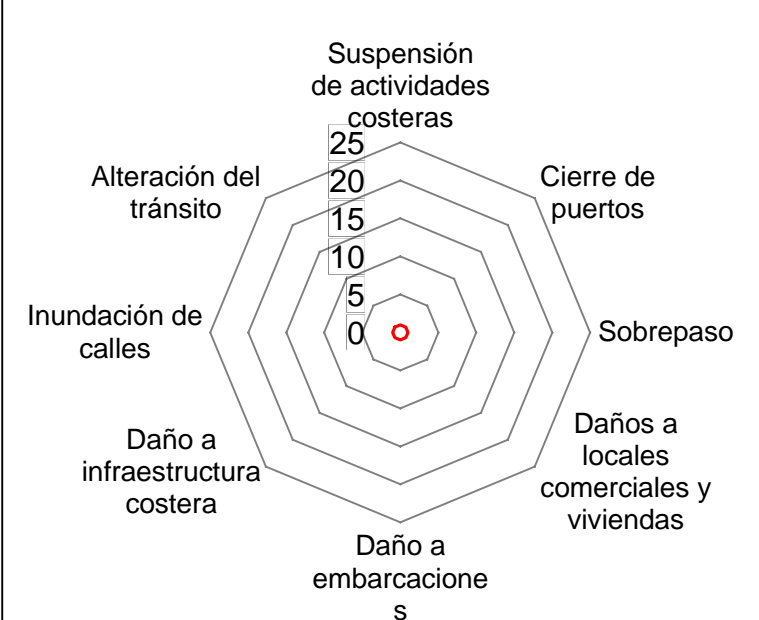 Suspensión
de actividades
costeras
25
20
15
10
5
0
Cierre de
puertos
Sobrepaso
Daños a
locales
comerciales y
viviendas
Daño a
embarcacione
s
Daño a
infraestructura
costera
Inundación de
calles
Alteración del
tránsito